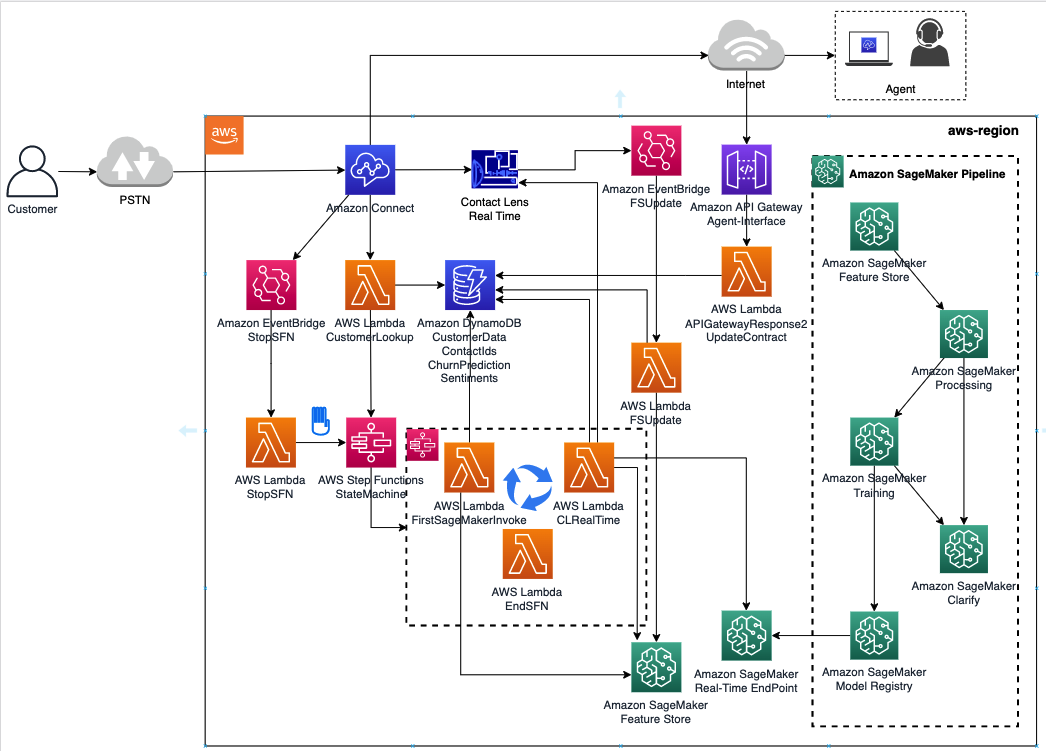 Internet
Agent
aws
aws-region
Customer
PSTN
Amazon Connect
Contact Lens
Real Time
Amazon EventBridge
FSUpdate
Amazon API Gateway
Agent-Interface
Amazon SageMaker Pipeline
Amazon SageMaker
Feature Store
Amazon EventBridge
StopSFN
AWS Lambda
CustomerLookup
Amazon DynamoDB
CustomerData
ContactIds
ChurnPrediction
Sentiments
AWS Lambda
APIGatewayResponse2
UpdateContract
Amazon SageMaker
Processing
AWS Lambda
FSUpdate
AWS Lambda
StopSFN
AWS Step Functions
StateMachine
AWS Lambda
FirstSageMakerInvoke
AWS Lambda
CLRealTime
Amazon SageMaker
Training
AWS Lambda
EndSFN
Amazon SageMaker
Clarify
Amazon SageMaker
Feature Store
Amazon SageMaker
Real-Time EndPoint
Amazon SageMaker
Model Registry